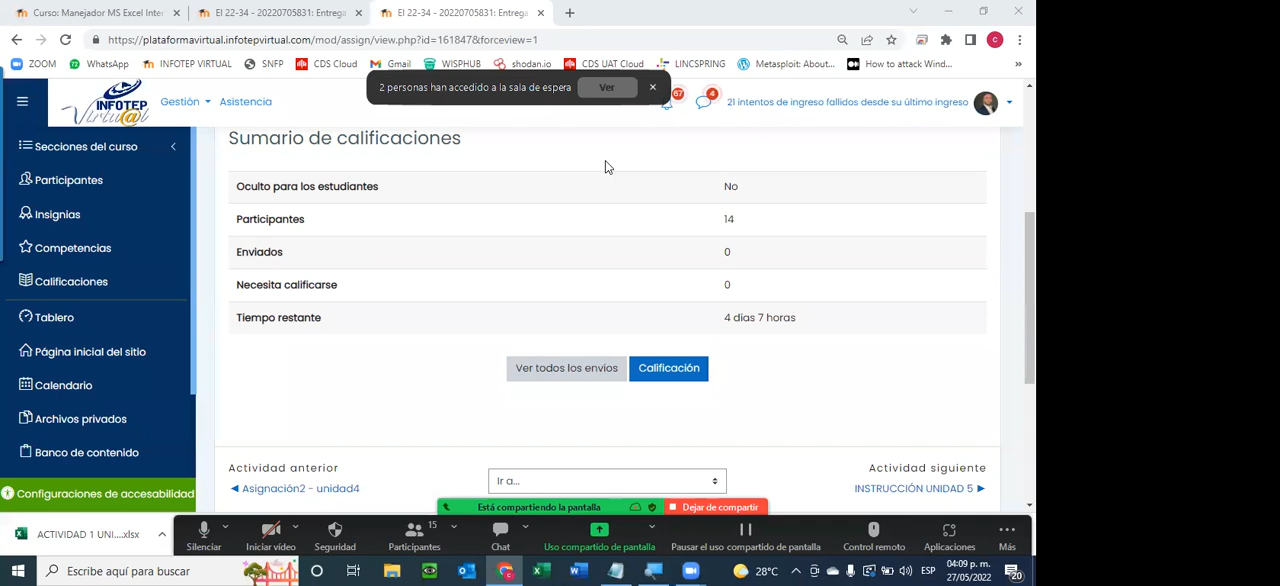 Curso: Manejador MS Excel Inter
EI 22-34 - 20220705831: Entrega
EI 22-34 - 20220705831: Entrega
https://plataformavirtual.infotepvirtual.com/mod/assign/view.php?id=161847&forceview=1
ZOOM WhatsApp INFOTEP VIRTUAL SNFP CDS Cloud Gmail WISPHUB shodan.io CDS UAT Cloud LINCSPRING Metasploit: About... How to attack Wind... »
INFOTEP
Virtu@l
Gestión Asistencia
2 personas han accedido a la sala de espera Ver
67 4 21 intentos de ingreso fallidos desde su último ingreso
Secciones del curso
Participantes
Insignias
Competencias
Calificaciones
Tablero
Página inicial del sitio
Calendario
Archivos privados
Banco de contenido
Configuraciones de accesabilidad
Sumario de calificaciones
Oculto para los estudiantes No
Participantes 14
Enviados 0
Necesita calificarse 0
Tiempo restante 4 días 7 horas
Ver todos los envíos Calificación
Actividad anterior
◄ Asignación2 - unidad4
Ir a...
Actividad siguiente
INSTRUCCIÓN UNIDAD 5 ►
Está compartiendo la pantalla Dejar de compartir
ACTIVIDAD 1 UNI....xlsx
Silenciar
Iniciar vídeo
Seguridad
15
Participantes
Chat
Uso compartido de pantalla
Pausar el uso compartido de pantalla
Control remoto
Aplicaciones
Más
Escribe aquí para buscar
28°C
ESP
04:09 p. m.
27/05/2022
20